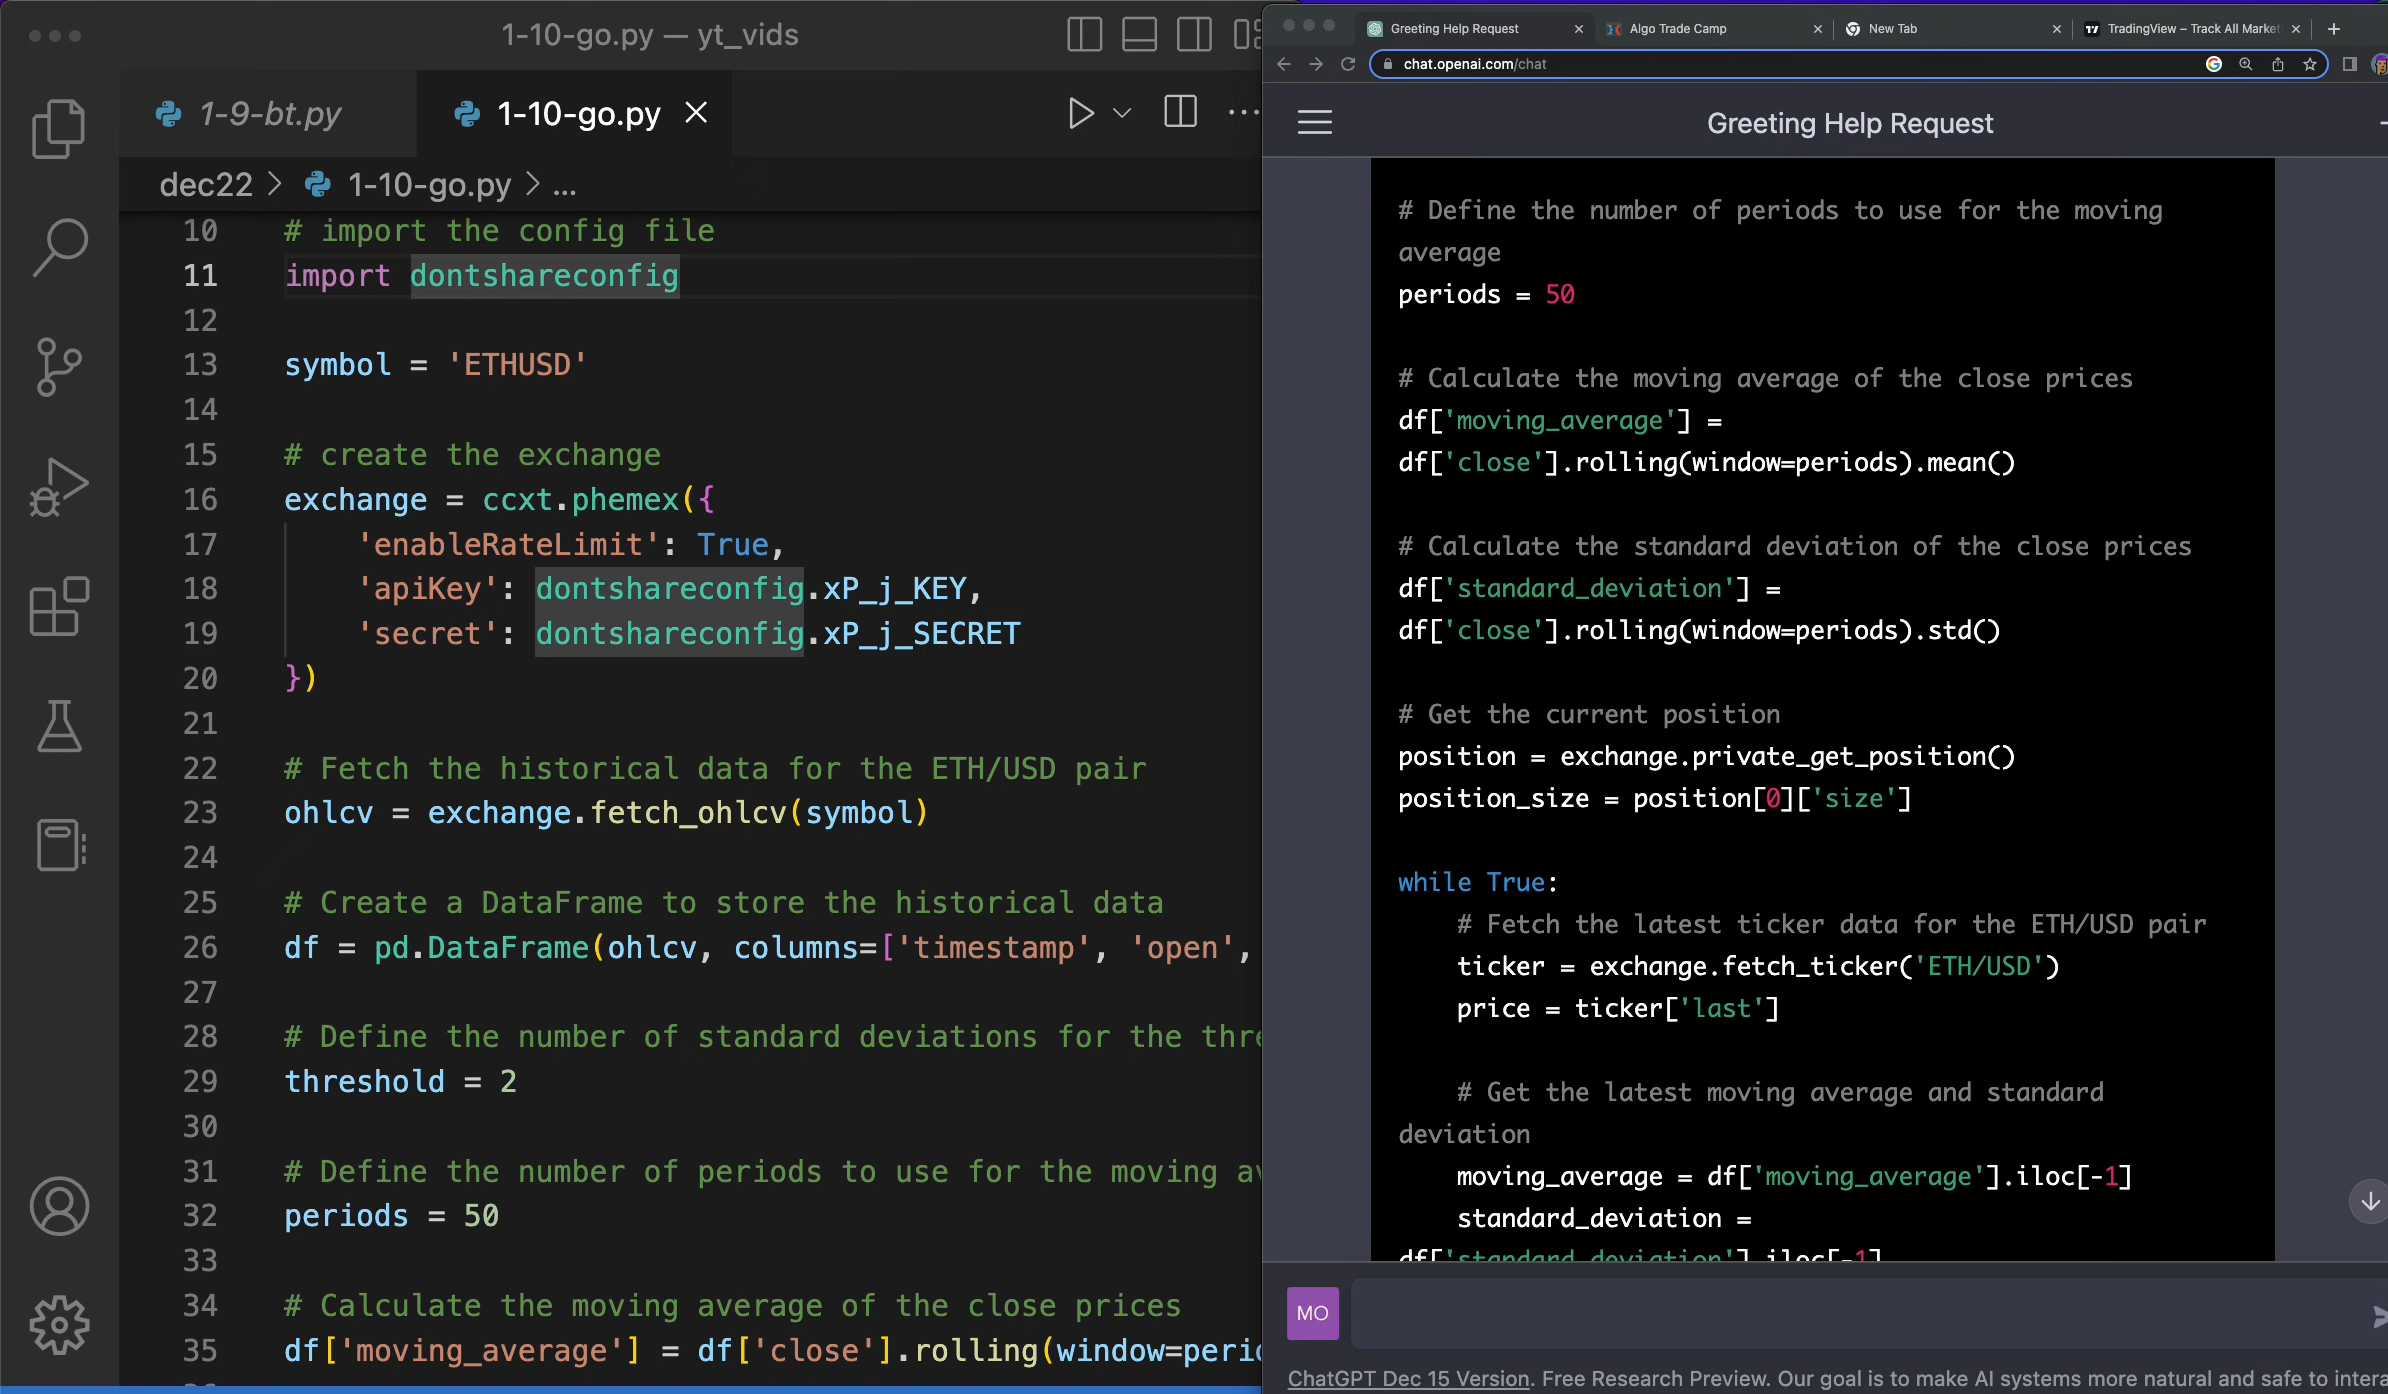 1-10-go.py — yt_vids
1-9-bt.py
1-10-go.py
dec22 > 1-10-go.py > ...
10 # import the config file
11 import dontshareconfig
12
13 symbol = 'ETHUSD'
14
15 # create the exchange
16 exchange = ccxt.phemex({
17 'enableRateLimit': True,
18 'apiKey': dontshareconfig.xP_j_KEY,
19 'secret': dontshareconfig.xP_j_SECRET
20 })
21
22 # Fetch the historical data for the ETH/USD pair
23 ohlcv = exchange.fetch_ohlcv(symbol)
24
25 # Create a DataFrame to store the historical data
26 df = pd.DataFrame(ohlcv, columns=['timestamp', 'open',
27
28 # Define the number of standard deviations for the thre
29 threshold = 2
30
31 # Define the number of periods to use for the moving av
32 periods = 50
33
34 # Calculate the moving average of the close prices
35 df['moving_average'] = df['close'].rolling(window=perio
Greeting Help Request
Algo Trade Camp
New Tab
TradingView – Track All Market
chat.openai.com/chat
Greeting Help Request
# Define the number of periods to use for the moving
average
periods = 50
# Calculate the moving average of the close prices
df['moving_average'] =
df['close'].rolling(window=periods).mean()
# Calculate the standard deviation of the close prices
df['standard_deviation'] =
df['close'].rolling(window=periods).std()
# Get the current position
position = exchange.private_get_position()
position_size = position[0]['size']
while True:
# Fetch the latest ticker data for the ETH/USD pair
ticker = exchange.fetch_ticker('ETH/USD')
price = ticker['last']
# Get the latest moving average and standard
deviation
moving_average = df['moving_average'].iloc[-1]
standard_deviation =
df['standard_deviation'].iloc[-1]
MO
ChatGPT Dec 15 Version. Free Research Preview. Our goal is to make AI systems more natural and safe to intera